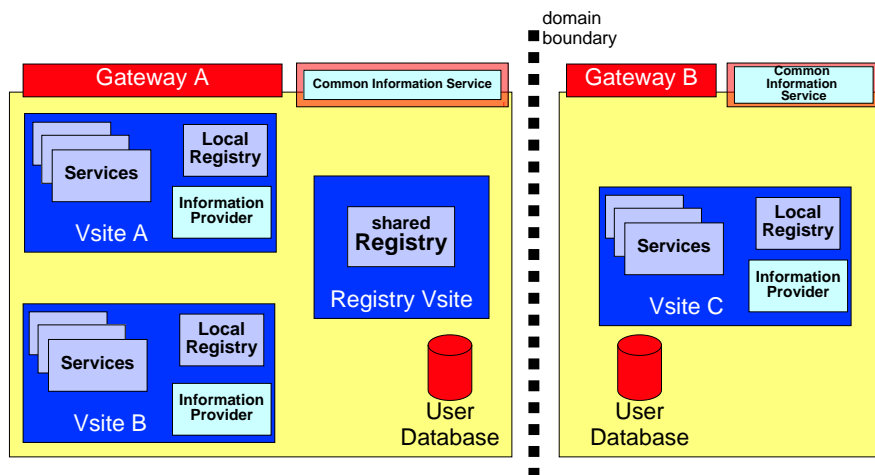 domain
boundary
Gateway A
Common Information Service
Gateway B
Common
Information
Service
Services
Local
Registry
Information
Provider
Vsite A
shared
Registry
Registry Vsite
Services
Local
Registry
Information
Provider
Vsite C
Services
Local
Registry
Information
Provider
Vsite B
User
Database
User
Database